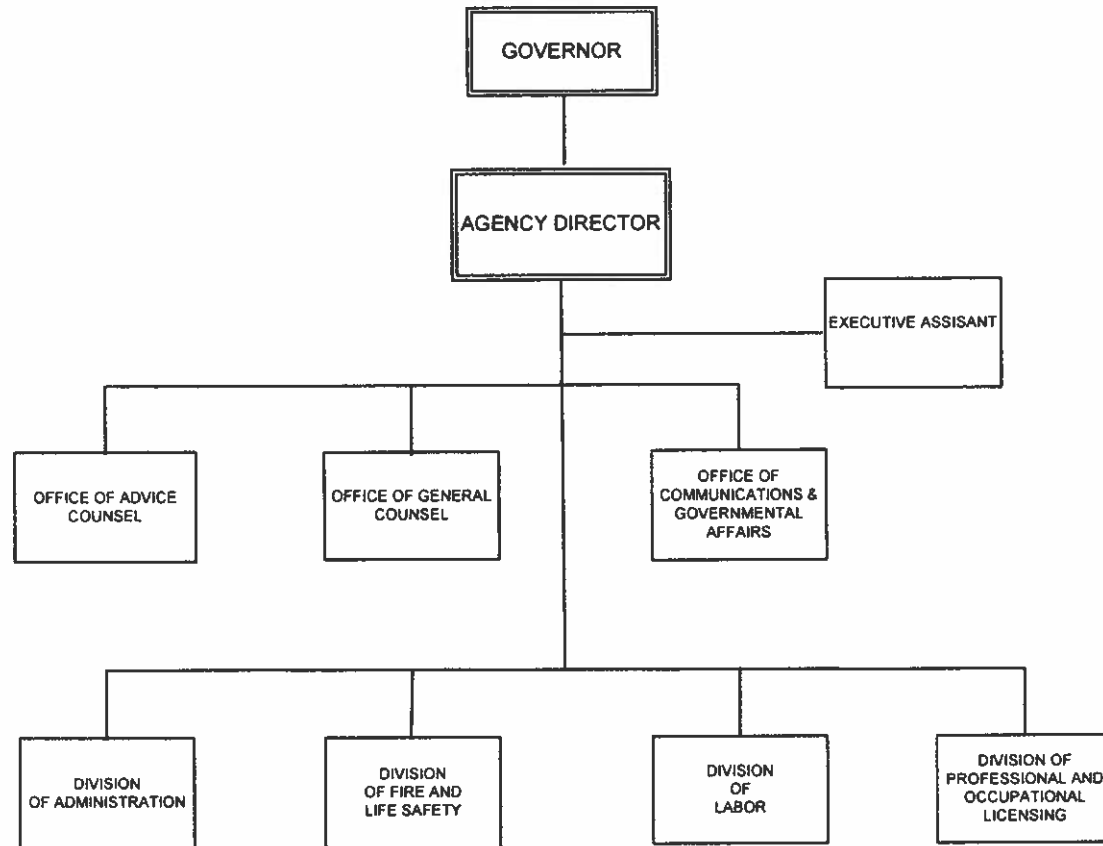 GOVERNOR
AGENCY DIRECTOR
EXECUTIVE ASSISANT
OFFICE OF ADVICE
COUNSEL
OFFICE OF GENERAL
COUNSEL
OFFICE OF
COMMUNICATIONS &
GOVERNMENTAL
AFFAIRS
DIVISION
OF ADMINISTRATION
DIVISION
OF FIRE AND
LIFE SAFETY
DIVISION
OF
LABOR
DIVISION OF
PROFESSIONAL AND
OCCUPATIONAL
LICENSING